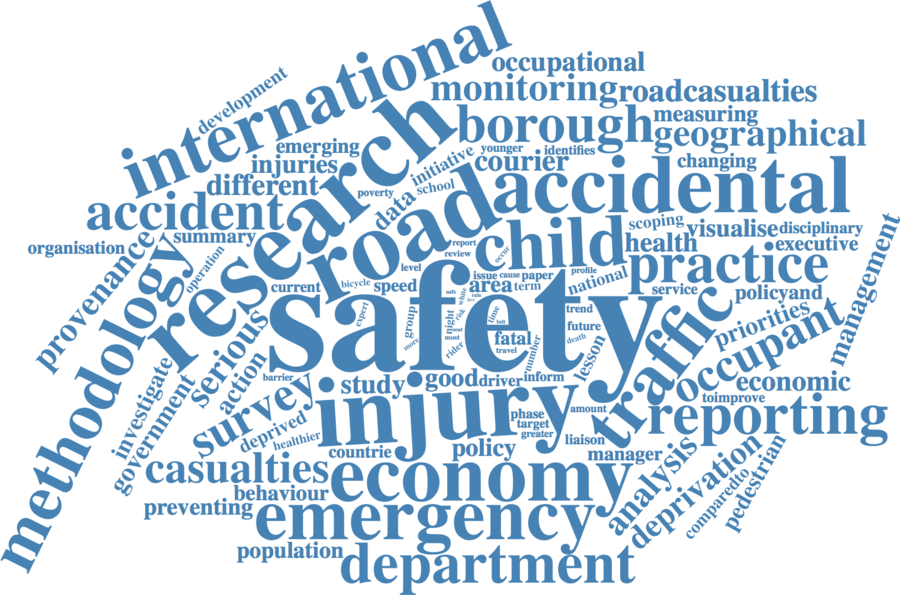 international
development
occupational
monitoring
roadcasualties
research
borough
measuring
geographical
emerging
injuries
different
initiative
younger
identifies
courier
changing
poverty
school
data
accidental
accident
road
organisation
summary
provenance
operation
methodology
child
scoping
health
visualise
disciplinary
executive
report
review
occur
level
current
bicycle
speed
issue
cause
paper
area
term
profile
national
practice
service
policyand
management
safety
safe
white
risk
rate
time
belt
seat
group
more
night
most
rider
expert
fatal
travel
number
trend
future
death
lesson
traffic
priorities
occupant
economic
toimprove
serious
action
barrier
survey
study
good
driver
inform
investigate
government
deprived
healthier
injury
phase
target
greater
amount
liaison
reporting
countrie
policy
manager
casualties
economy
analysis
deprivation
comparedto
pedestrian
behaviour
preventing
emergency
population
department